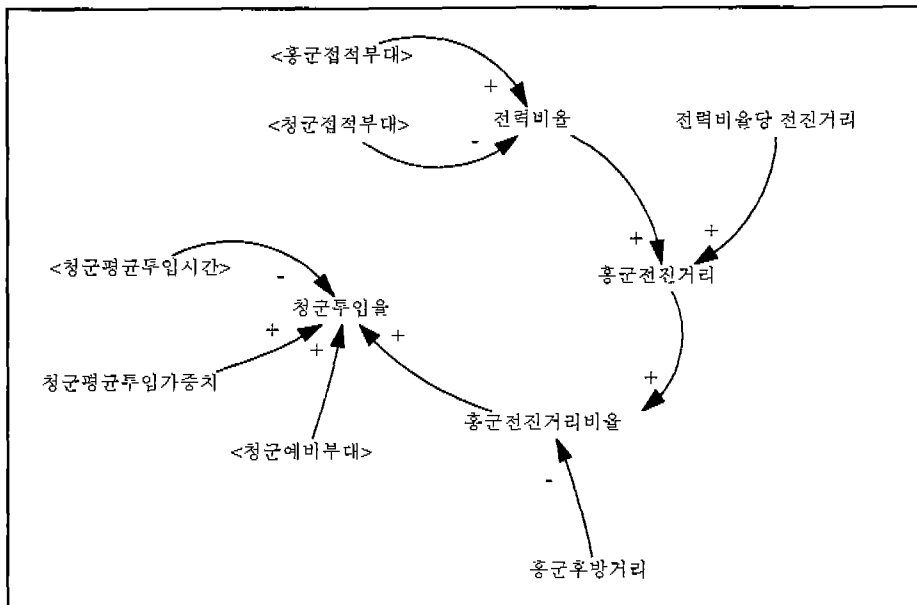 <홍군접적부대>
+
<청군접적부대>
전력비율
-
전력비율당 전진거리
+
+
홍군전진거리
<청군평균투입시간>
-
청군투입율
+
+
+
청군평균투입가중치
+
홍군전진거리비율
<청군예비부대>
-
홍군후방거리